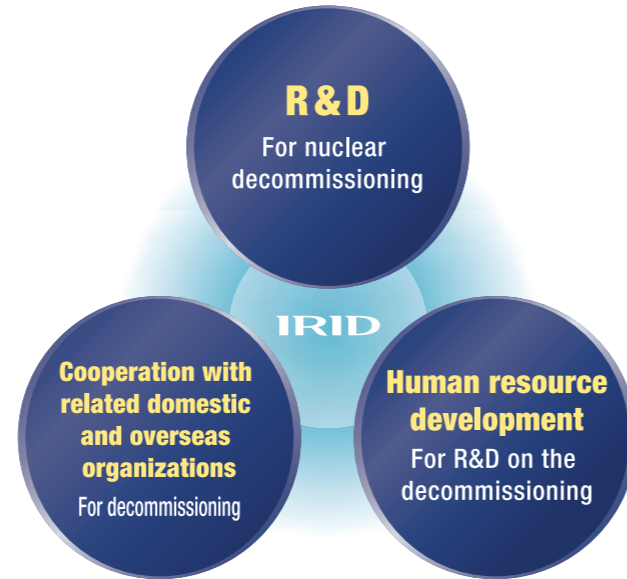 R&D
For nuclear
decommissioning
IRID
Cooperation with
related domestic
and overseas
organizations
For decommissioning
Human resource
development
For R&D on the
decommissioning